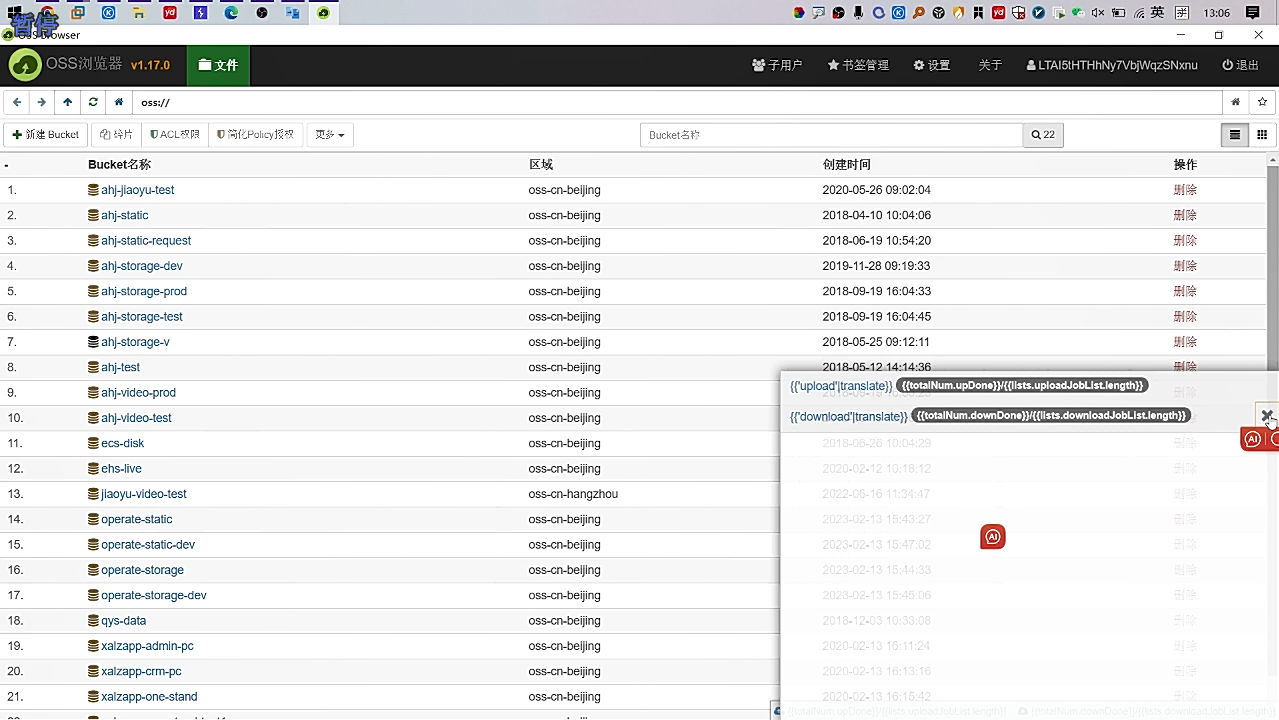 暂停
OSS Browser
英
拼
13:06
OSS浏览器 v1.17.0 文件 子用户 书签管理 设置 关于 LTAI5tHTHhNy7VbjWqzSNxnu 退出
oss://
新建 Bucket 碎片 ACL权限 简化Policy授权 更多 Bucket名称 22
- Bucket名称 区域 创建时间 操作
1. ahj-jiaoyu-test oss-cn-beijing 2020-05-26 09:02:04 删除
2. ahj-static oss-cn-beijing 2018-04-10 10:04:06 删除
3. ahj-static-request oss-cn-beijing 2018-06-19 10:54:20 删除
4. ahj-storage-dev oss-cn-beijing 2019-11-28 09:19:33 删除
5. ahj-storage-prod oss-cn-beijing 2018-09-19 16:04:33 删除
6. ahj-storage-test oss-cn-beijing 2018-09-19 16:04:45 删除
7. ahj-storage-v oss-cn-beijing 2018-05-25 09:12:11 删除
8. ahj-test oss-cn-beijing 2018-05-12 14:14:36 删除
{{'upload'|translate}} {{totalNum.upDone}}/{{lists.uploadJobList.length}}
9. ahj-video-prod oss-cn-beijing
{{'download'|translate}} {{totalNum.downDone}}/{{lists.downloadJobList.length}}
10. ahj-video-test oss-cn-beijing
AI
11. ecs-disk oss-cn-beijing 2018-06-26 10:04:29 删除
12. ehs-live oss-cn-beijing 2020-02-12 10:18:12 删除
13. jiaoyu-video-test oss-cn-hangzhou 2022-06-16 11:34:47 删除
14. operate-static oss-cn-beijing 2023-02-13 15:43:27 删除
AI
15. operate-static-dev oss-cn-beijing 2023-02-13 15:47:02 删除
16. operate-storage oss-cn-beijing 2023-02-13 15:44:33 删除
17. operate-storage-dev oss-cn-beijing 2023-02-13 15:45:06 删除
18. qys-data oss-cn-beijing 2018-12-03 10:33:08 删除
19. xalzapp-admin-pc oss-cn-beijing 2020-02-13 16:11:24 删除
20. xalzapp-crm-pc oss-cn-beijing 2020-02-13 16:13:16 删除
21. xalzapp-one-stand oss-cn-beijing 2020-02-13 16:15:42 删除
{{totalNum.upDone}}/{{lists.uploadJobList.length}} {{totalNum.downDone}}/{{lists.downloadJobList.length}}